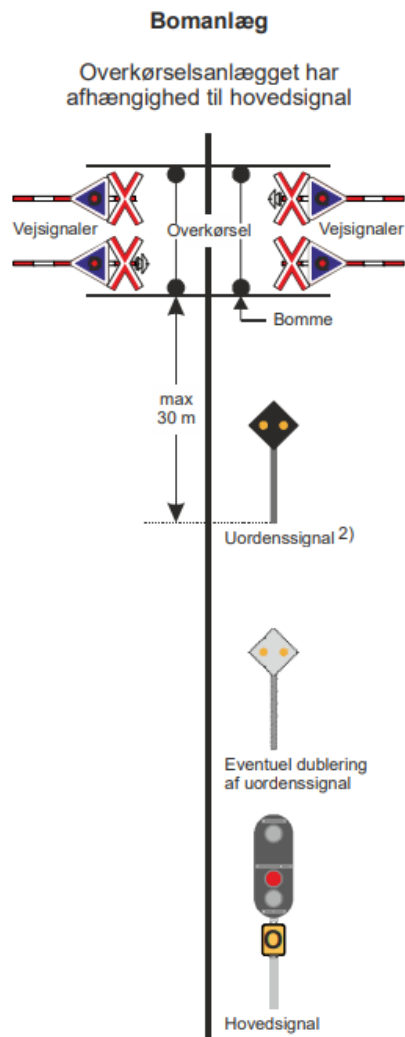 Bomanlæg
Overkørselsanlægget har
afhængighed til hovedsignal
Vejsignaler
Overkørsel
Vejsignaler
Bomme
max
30 m
Uordenssignal 2)
Eventuel dublering
af uordenssignal
O
Hovedsignal